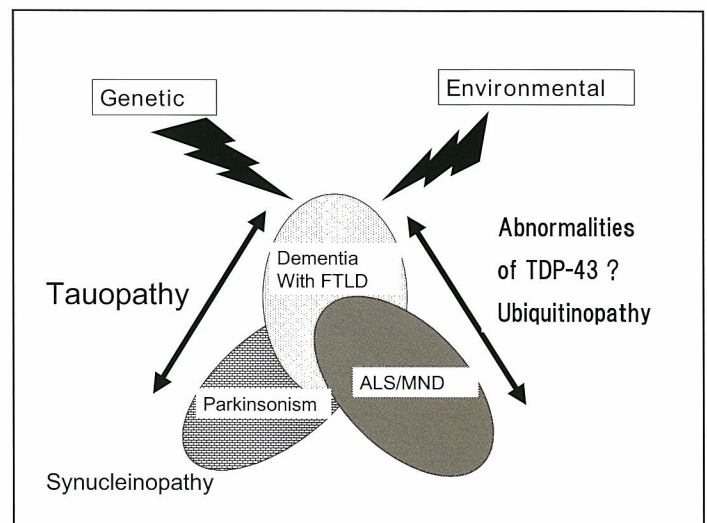 Genetic
Environmental
Abnormalities
of TDP-43 ?
Ubiquitinopathy
Dementia
With FTLD
Tauopathy
ALS/MND
Parkinsonism
Synucleinopathy